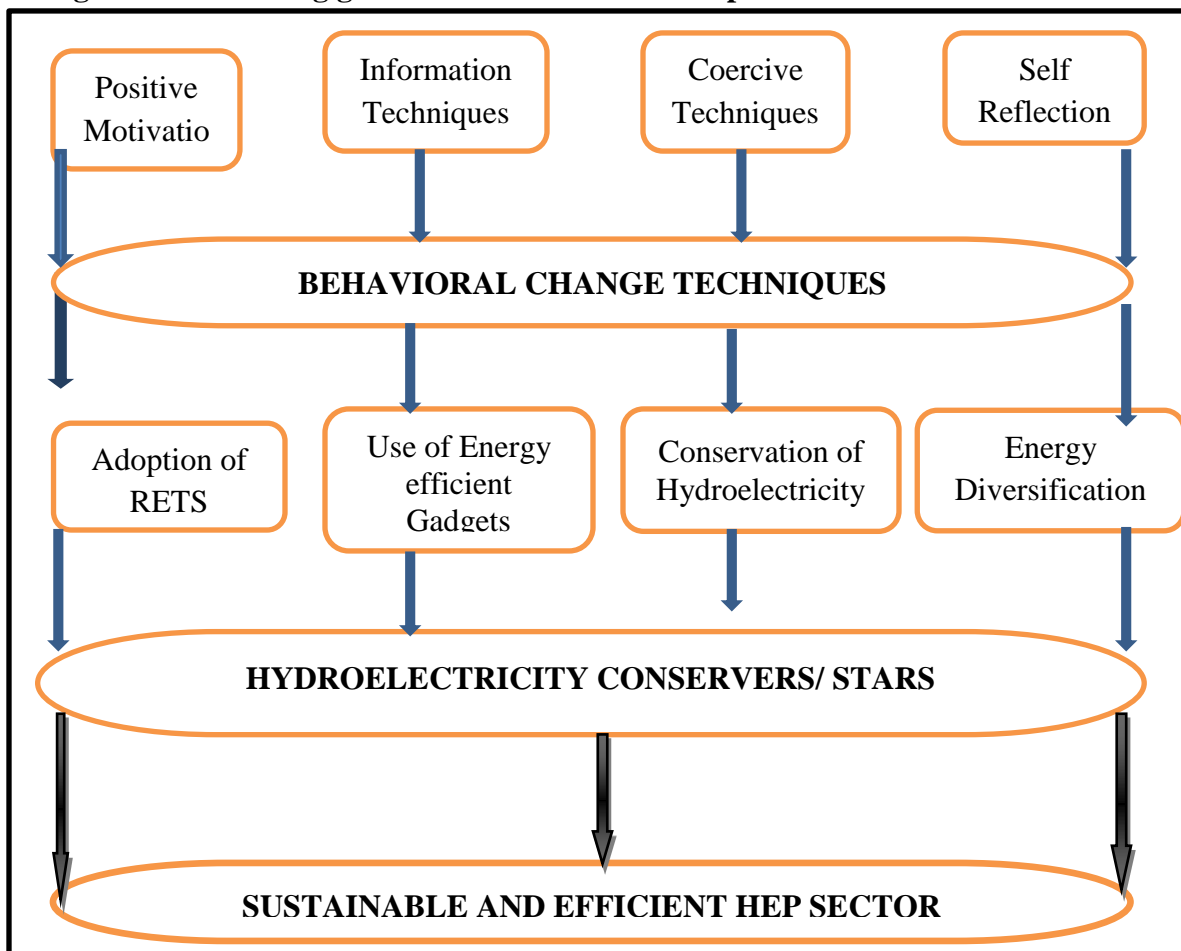 Positive
Motivatio
Information
Techniques
Coercive
Techniques
Self
Reflection
BEHAVIORAL CHANGE TECHNIQUES
Adoption of
RETS
Use of Energy
efficient
Gadgets
Conservation of
Hydroelectricity
Energy
Diversification
HYDROELECTRICITY CONSERVERS/ STARS
SUSTAINABLE AND EFFICIENT HEP SECTOR